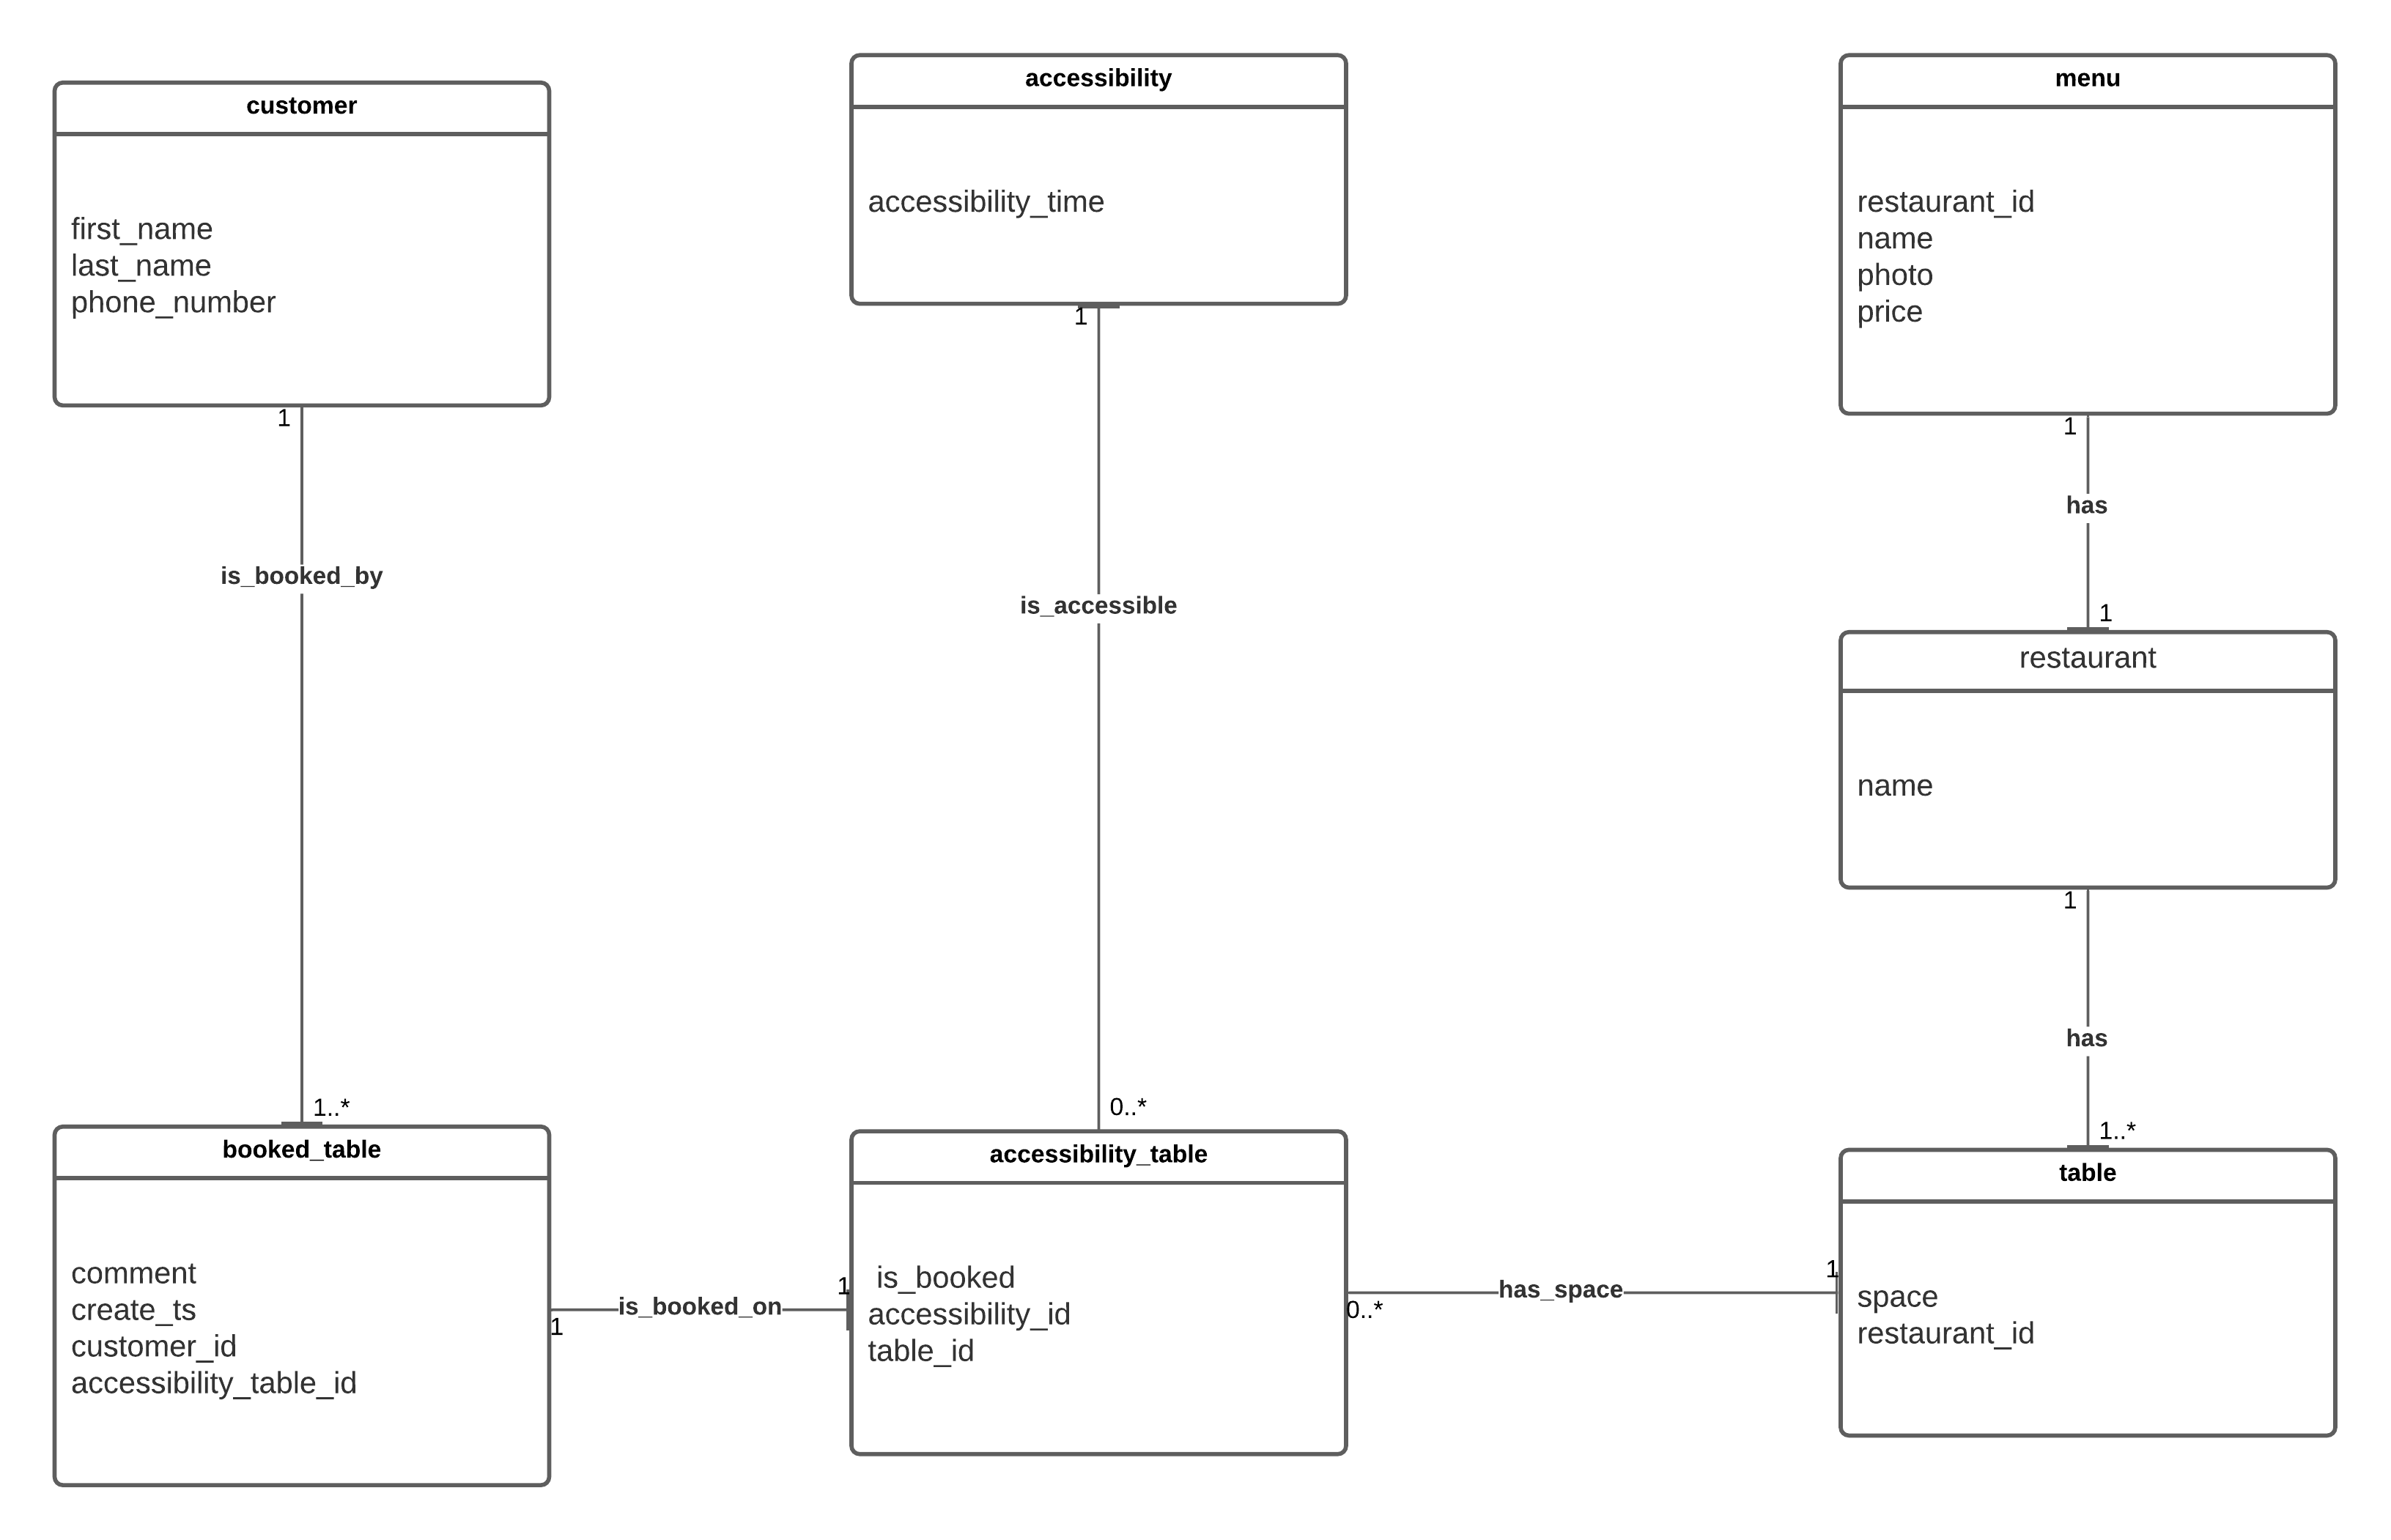 customer
first_name
last_name
phone_number
1
is_booked_by
1..*
booked_table
comment
create_ts
customer_id
accessibility_table_id
1
is_booked_on
1
accessibility
accessibility_time
1
is_accessible
0..*
accessibility_table
is_booked
accessibility_id
table_id
0..*
has_space
1
menu
restaurant_id
name
photo
price
1
has
1
restaurant
name
1
has
1..*
table
space
restaurant_id